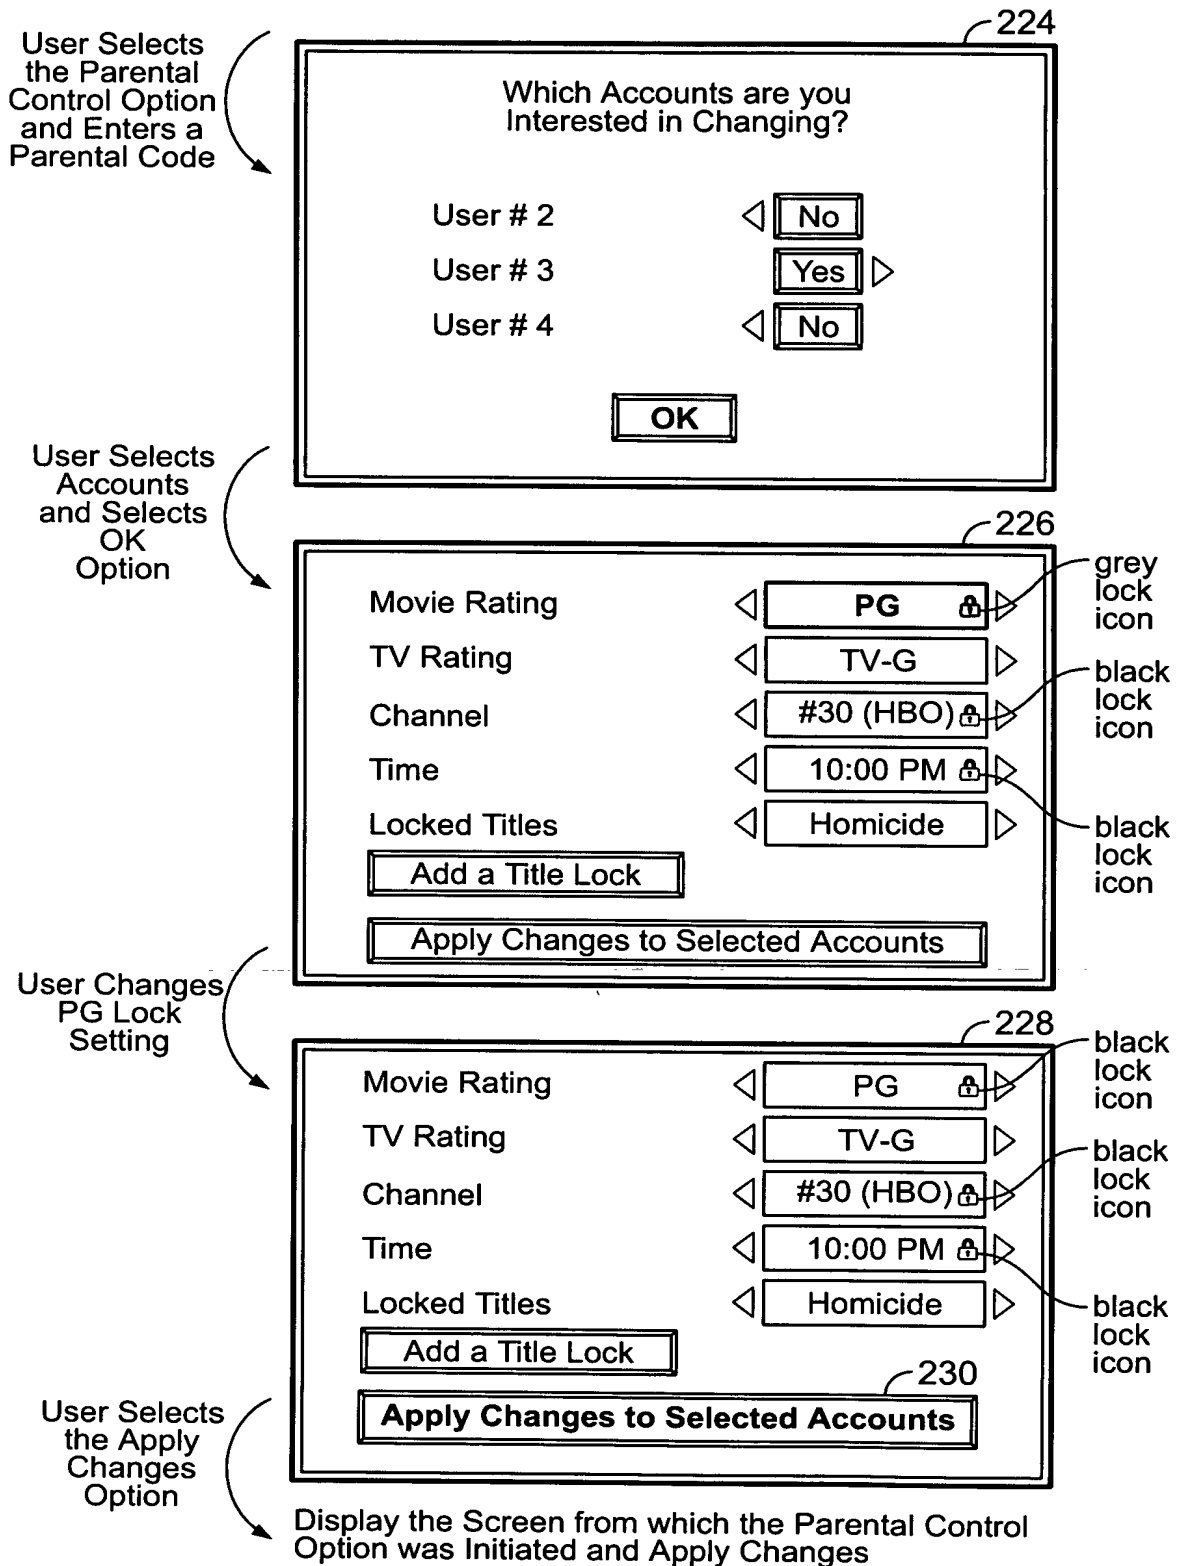 224
User Selects
the Parental
Control Option
and Enters a
Parental Code
Which Accounts are you
Interested in Changing?
User # 2
No
User # 3
Yes
User # 4
No
OK
User Selects
Accounts
and Selects
OK
Option
226
Movie Rating
PG
grey
lock
icon
TV Rating
TV-G
Channel
#30 (HBO)
black
lock
icon
Time
10:00 PM
Locked Titles
Homicide
black
lock
icon
Add a Title Lock
Apply Changes to Selected Accounts
User Changes
PG Lock
Setting
228
Movie Rating
PG
black
lock
icon
TV Rating
TV-G
Channel
#30 (HBO)
black
lock
icon
Time
10:00 PM
Locked Titles
Homicide
black
lock
icon
Add a Title Lock
230
Apply Changes to Selected Accounts
User Selects
the Apply
Changes
Option
Display the Screen from which the Parental Control
Option was Initiated and Apply Changes